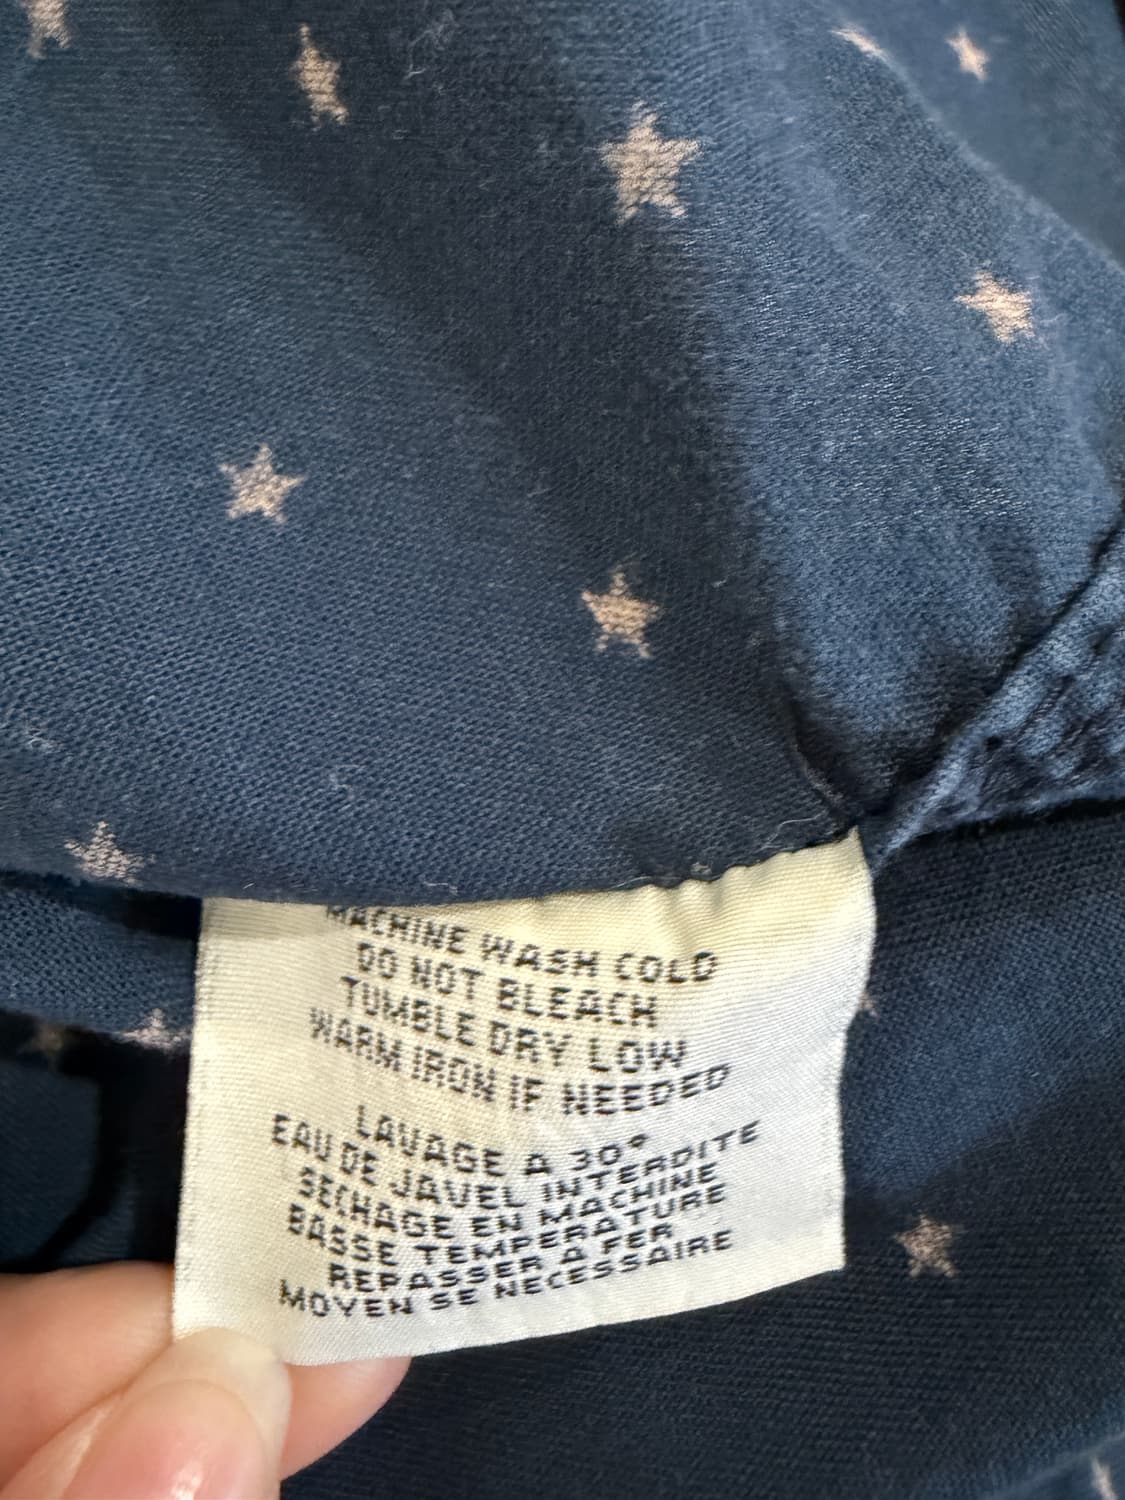 MACHINE WASH COLD
DO NOT BLEACH
TUMBLE DRY LOW
WARM IRON IF NEEDED
LAVAGE A 30°
EAU DE JAVEL INTERDITE
SECHAGE EN MACHINE
BASSE TEMPERATURE
REPASSER A FER
MOYEN SE NECESSAIRE